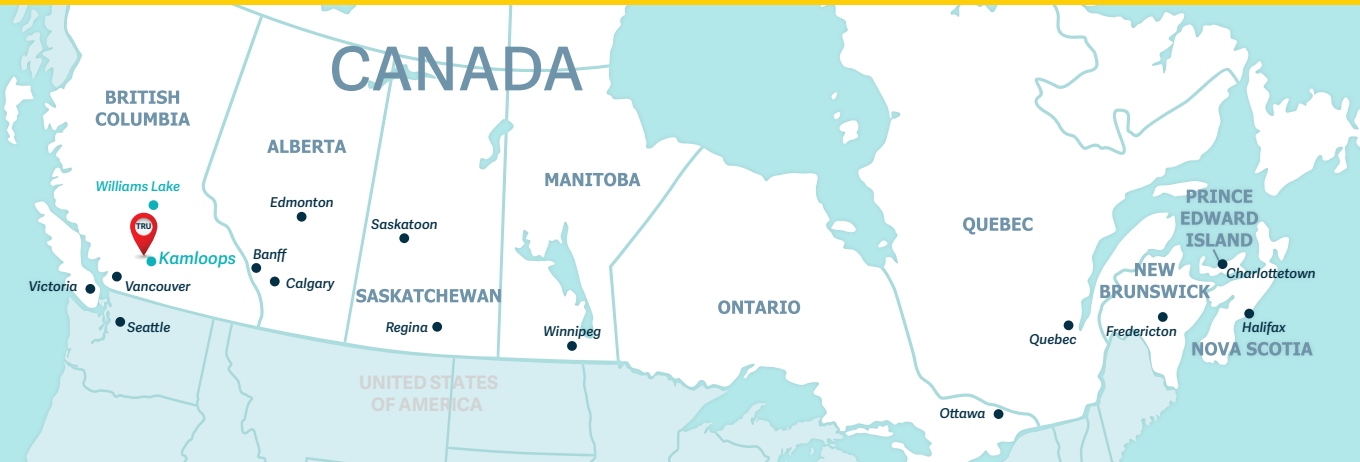 CANADA
BRITISH
COLUMBIA
ALBERTA
MANITOBA
Williams Lake
TRU
Kamloops
Edmonton
Saskatoon
Banff
Calgary
Victoria
Vancouver
Seattle
SASKATCHEWAN
Regina
Winnipeg
ONTARIO
QUEBEC
PRINCE
EDWARD
ISLAND
Charlottetown
NEW
BRUNSWICK
Fredericton
Quebec
Halifax
NOVA SCOTIA
Ottawa
UNITED STATES
OF AMERICA